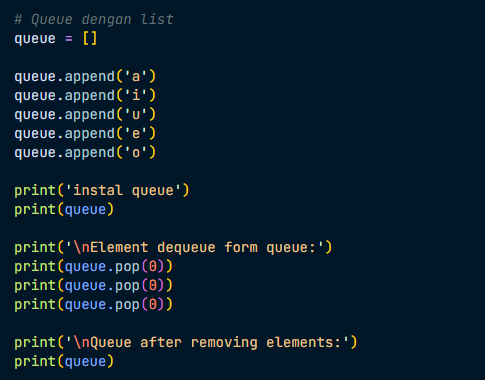 # Queue dengan list
queue = []
queue.append('a')
queue.append('i')
queue.append('u')
queue.append('e')
queue.append('o')
print('instal queue')
print(queue)
print('\nElement dequeue form queue:')
print(queue.pop(0))
print(queue.pop(0))
print(queue.pop(0))
print('\nQueue after removing elements:')
print(queue)